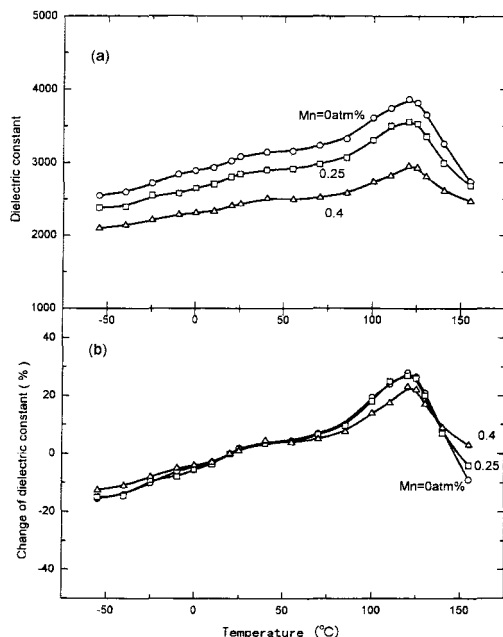 5000
(a)
4000
Mn=0atm%
3000
0.25
2000
0.4
1000
Dielectric constant
-50 0 50 100 150
40
(b)
20
0
0.4
0.25
Mn=0atm%
-20
-40
Change of dielectric constant ( % )
-50 0 50 100 150
Temperature (°C)